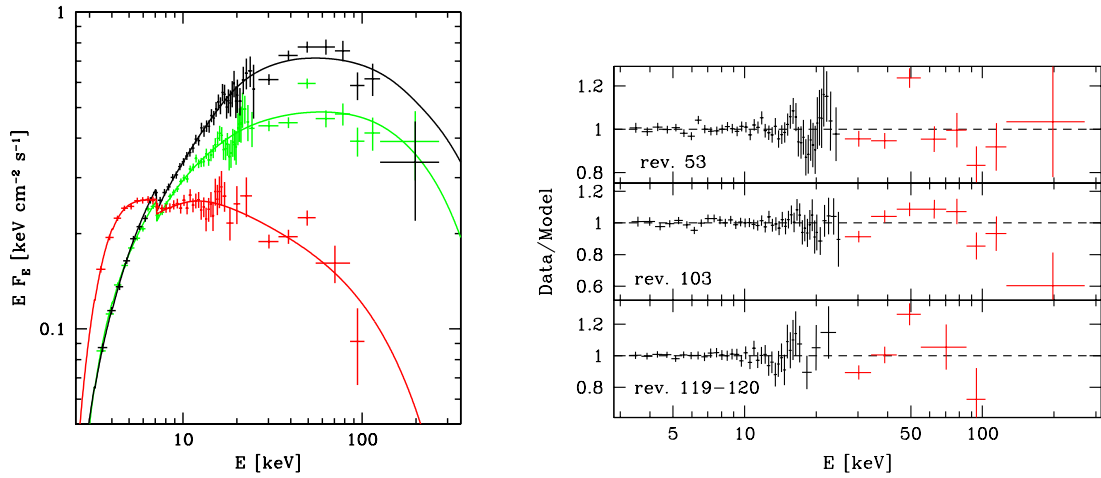 1
0.1
E F_E [keV cm⁻² s⁻¹]
10
100
E [keV]
1.2
1
0.8
rev. 53
1.2
1
0.8
0.6
rev. 103
1.2
1
0.8
rev. 119−120
Data/Model
5
10
50
100
E [keV]